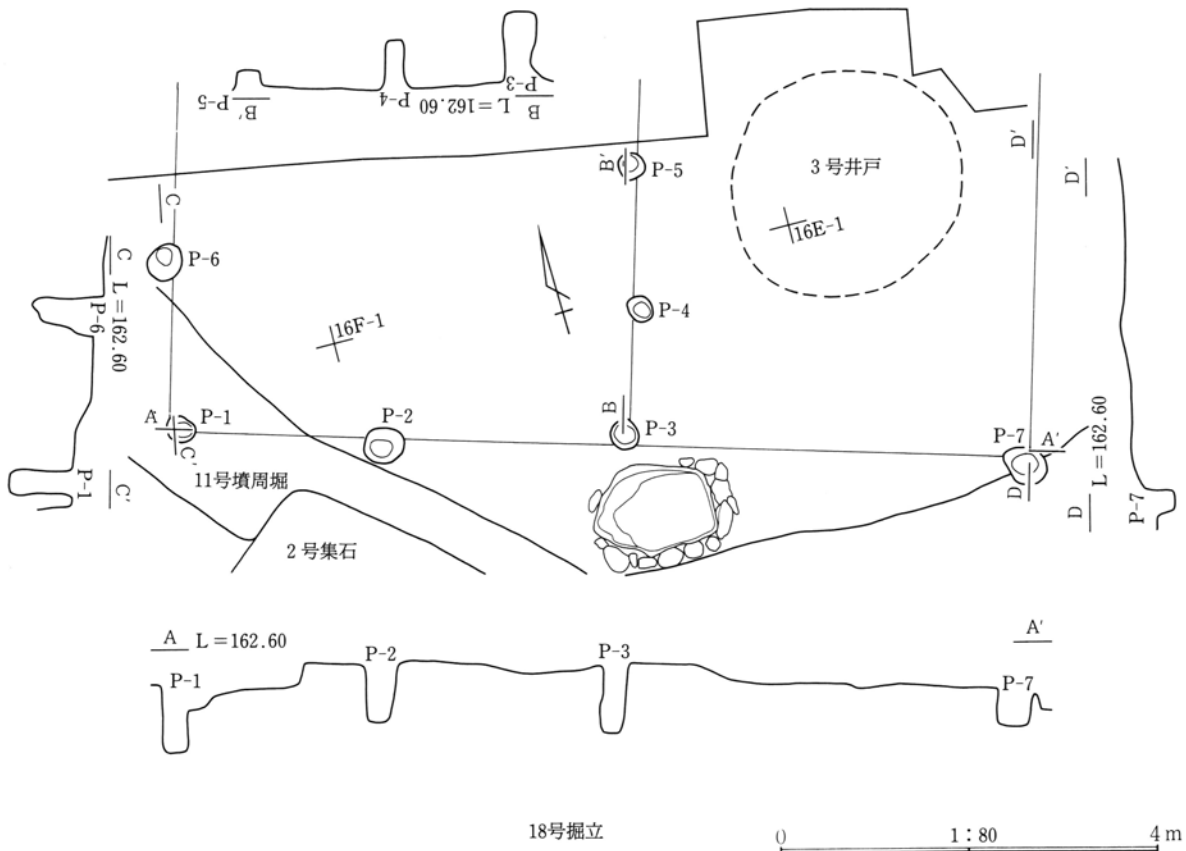 P-5
P-4
P-3
B′
L=162.60
B
D′
3号井戸
B′
P-5
D′
C
16E-1
P-6
C
L=162.60
P-6
P-4
16F-1
A
P-1
C′
P-2
B
P-3
P-7
A′
D
L=162.60
D
P-7
P-1
C′
11号墳周堀
2号集石
A
L=162.60
A′
P-1
P-2
P-3
P-7
18号掘立
0
1:80
4m